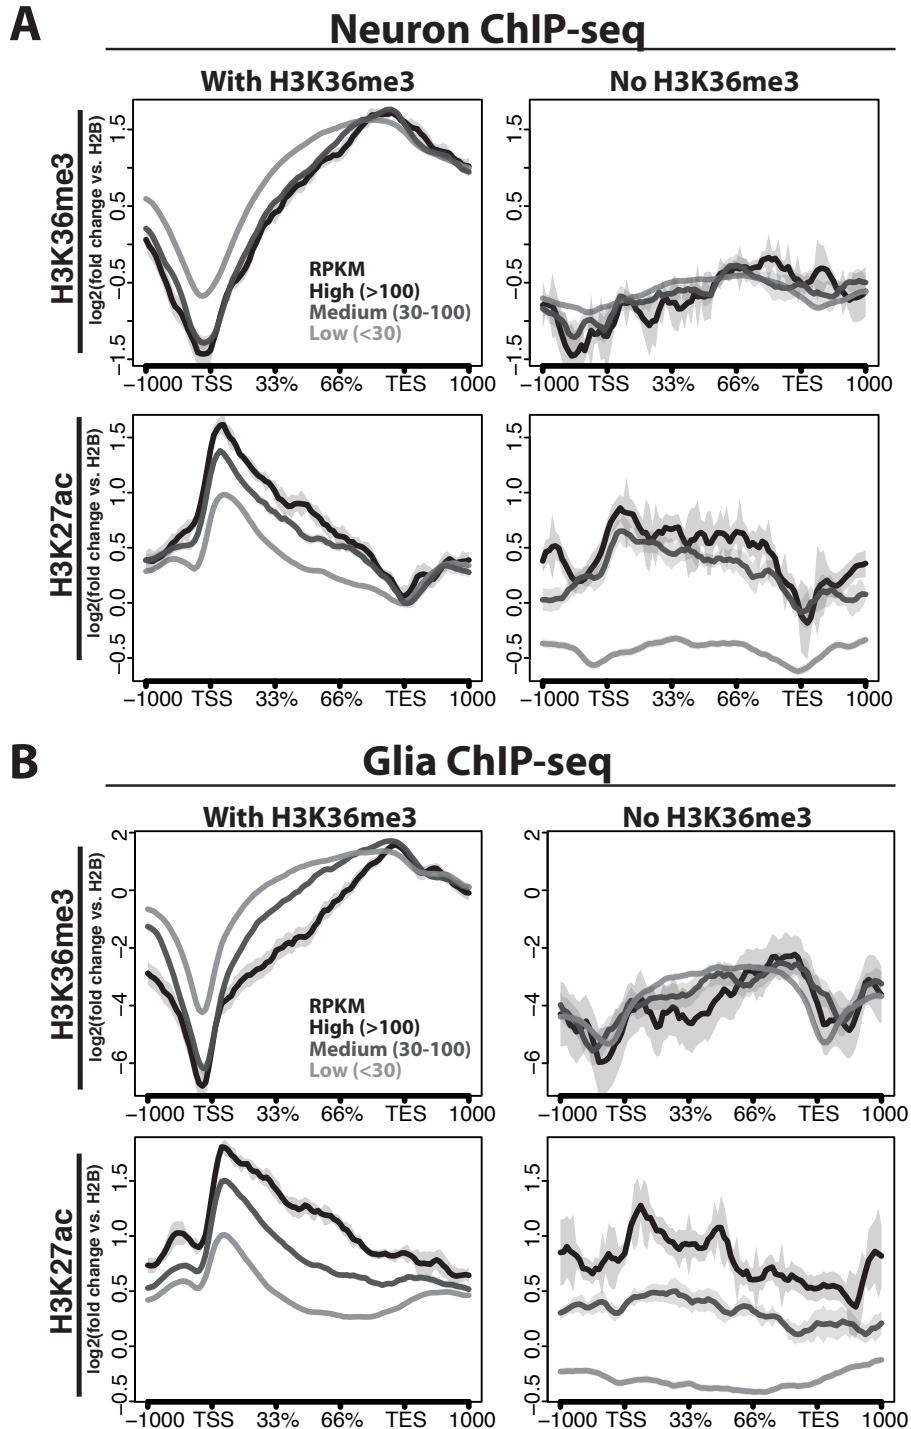 A
Neuron ChIP-seq
With H3K36me3
No H3K36me3
H3K36me3
log2(fold change vs. H2B)
1.5
0.5
−0.5
−1.5
RPKM
High (>100)
Medium (30-100)
Low (<30)
−1000 TSS 33% 66% TES 1000
1.5
0.5
−0.5
−1.5
−1000 TSS 33% 66% TES 1000
H3K27ac
log2(fold change vs. H2B)
1.5
1.0
0.5
0.0
−0.5
−1000 TSS 33% 66% TES 1000
1.5
1.0
0.5
0.0
−0.5
−1000 TSS 33% 66% TES 1000
B
Glia ChIP-seq
With H3K36me3
No H3K36me3
H3K36me3
log2(fold change vs. H2B)
2
0
−2
−4
−6
RPKM
High (>100)
Medium (30-100)
Low (<30)
−1000 TSS 33% 66% TES 1000
2
0
−2
−4
−6
−1000 TSS 33% 66% TES 1000
H3K27ac
log2(fold change vs. H2B)
1.5
1.0
0.5
0.0
−0.5
−1000 TSS 33% 66% TES 1000
1.5
1.0
0.5
0.0
−0.5
−1000 TSS 33% 66% TES 1000